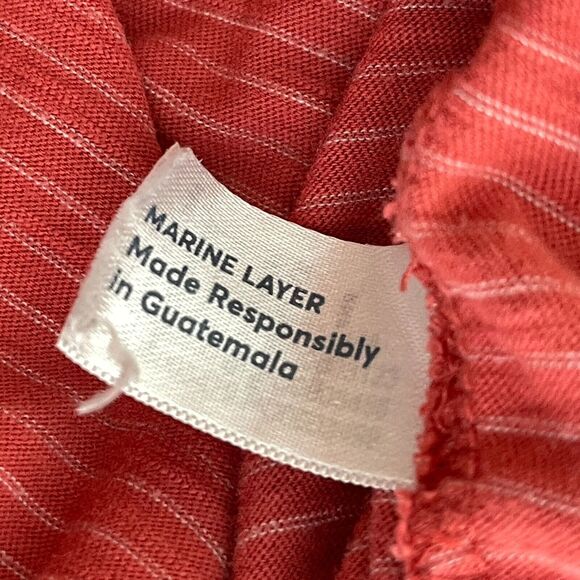 MARINE LAYER
Made Responsibly
in Guatemala